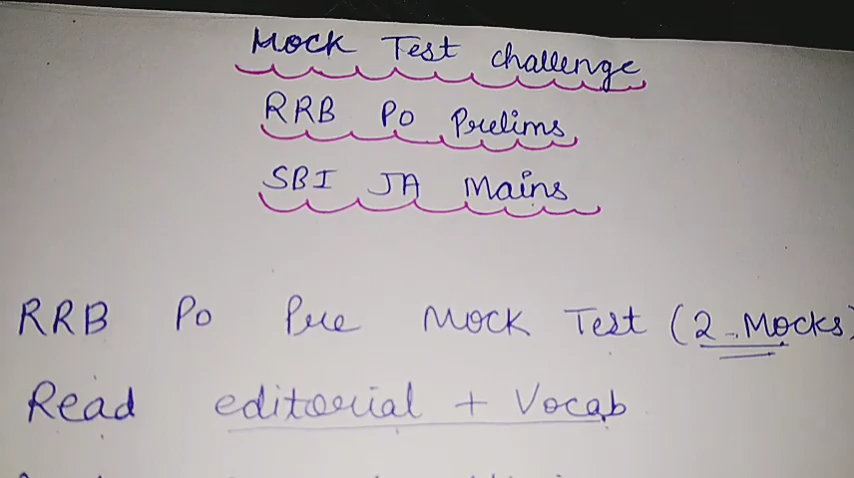 Mock Test challenge
RRB PO Prelims
SBI JA Mains
RRB PO Pre Mock Test (2-Mocks)
Read editorial + Vocab